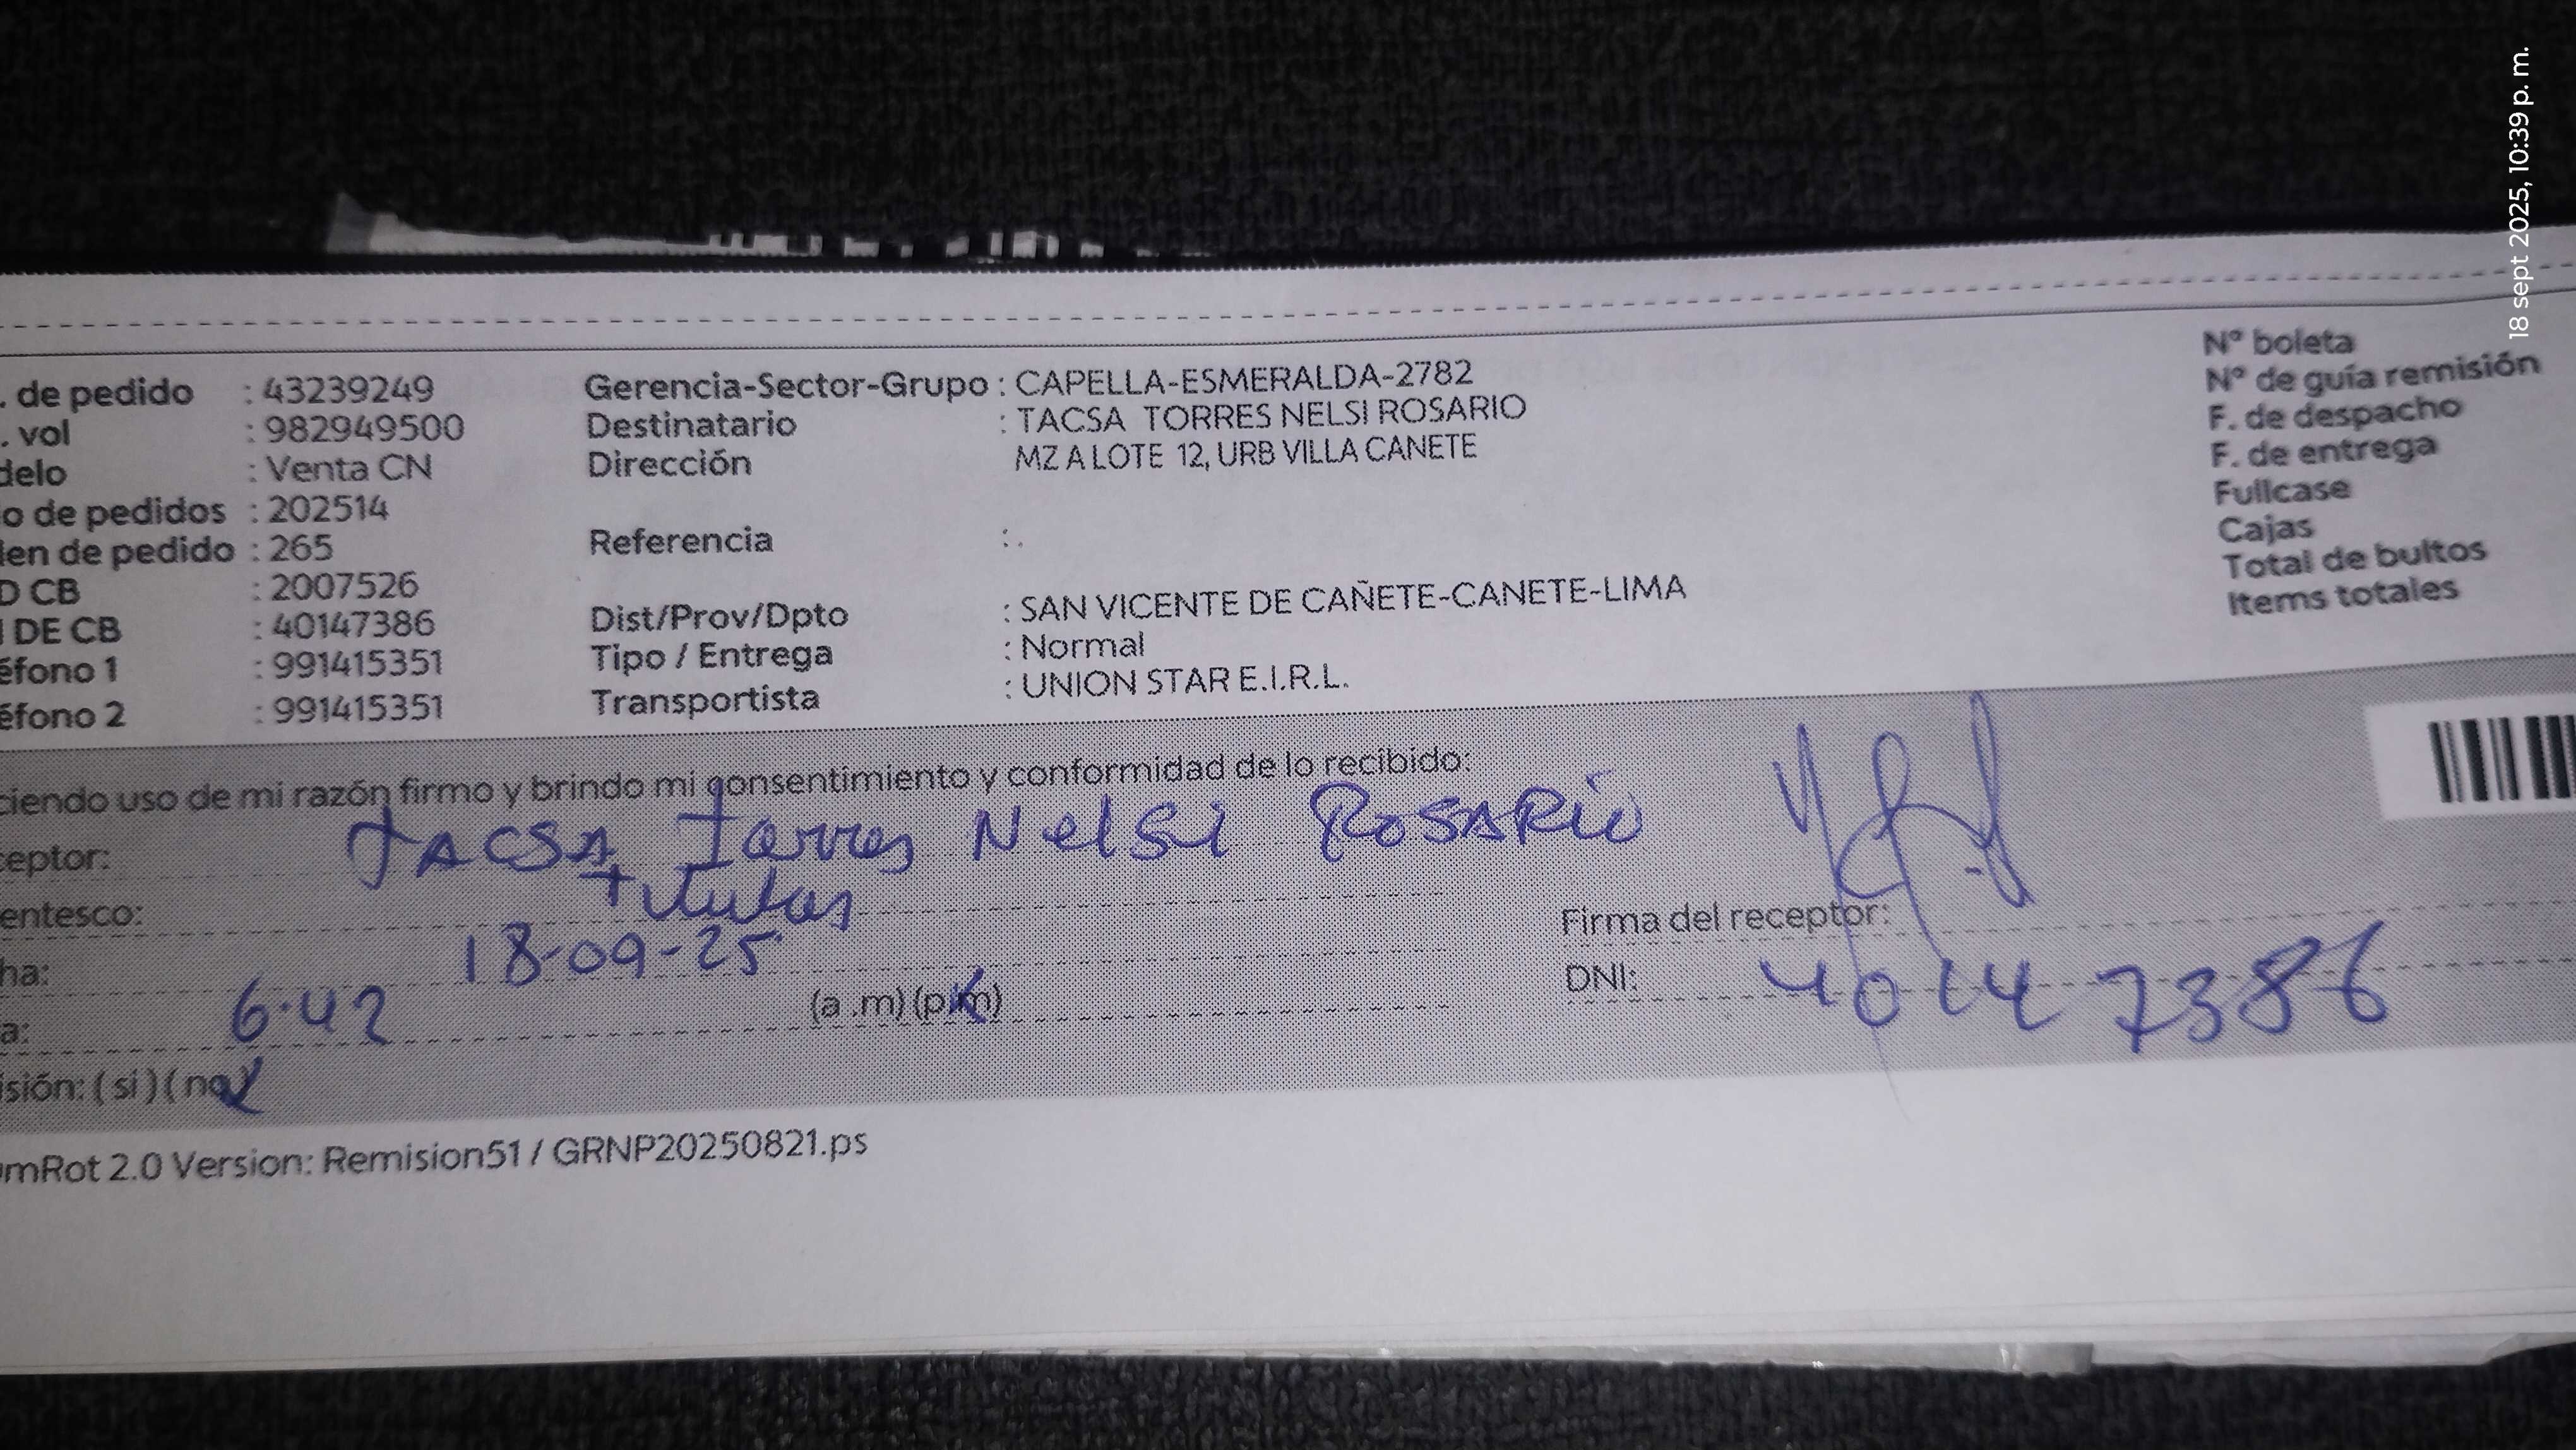 18 sept 2025, 10:39 p. m.
. de pedido : 43239249
. vol : 982949500
delo : Venta CN
o de pedidos : 202514
en de pedido : 265
D CB : 2007526
DE CB : 40147386
éfono 1 : 991415351
éfono 2 : 991415351
Gerencia-Sector-Grupo : CAPELLA-ESMERALDA-2782
Destinatario : TACSA TORRES NELSI ROSARIO
Dirección MZ A LOTE 12, URB VILLA CANETE
Referencia : .
Dist/Prov/Dpto : SAN VICENTE DE CAÑETE-CANETE-LIMA
Tipo / Entrega : Normal
Transportista : UNION STAR E.I.R.L.
N° boleta
N° de guía remisión
F. de despacho
F. de entrega
Fullcase
Cajas
Total de bultos
Items totales
ciendo uso de mi razón firmo y brindo mi consentimiento y conformidad de lo recibido:
ceptor: TACSA Torres Nelsi ROSARIO
entesco:
ha: 18-09-25
a: 6.42 (a .m) (p.m)
isión: ( si ) ( no )
Firma del receptor:
DNI: 40147386
mRot 2.0 Version: Remision51 / GRNP20250821.ps